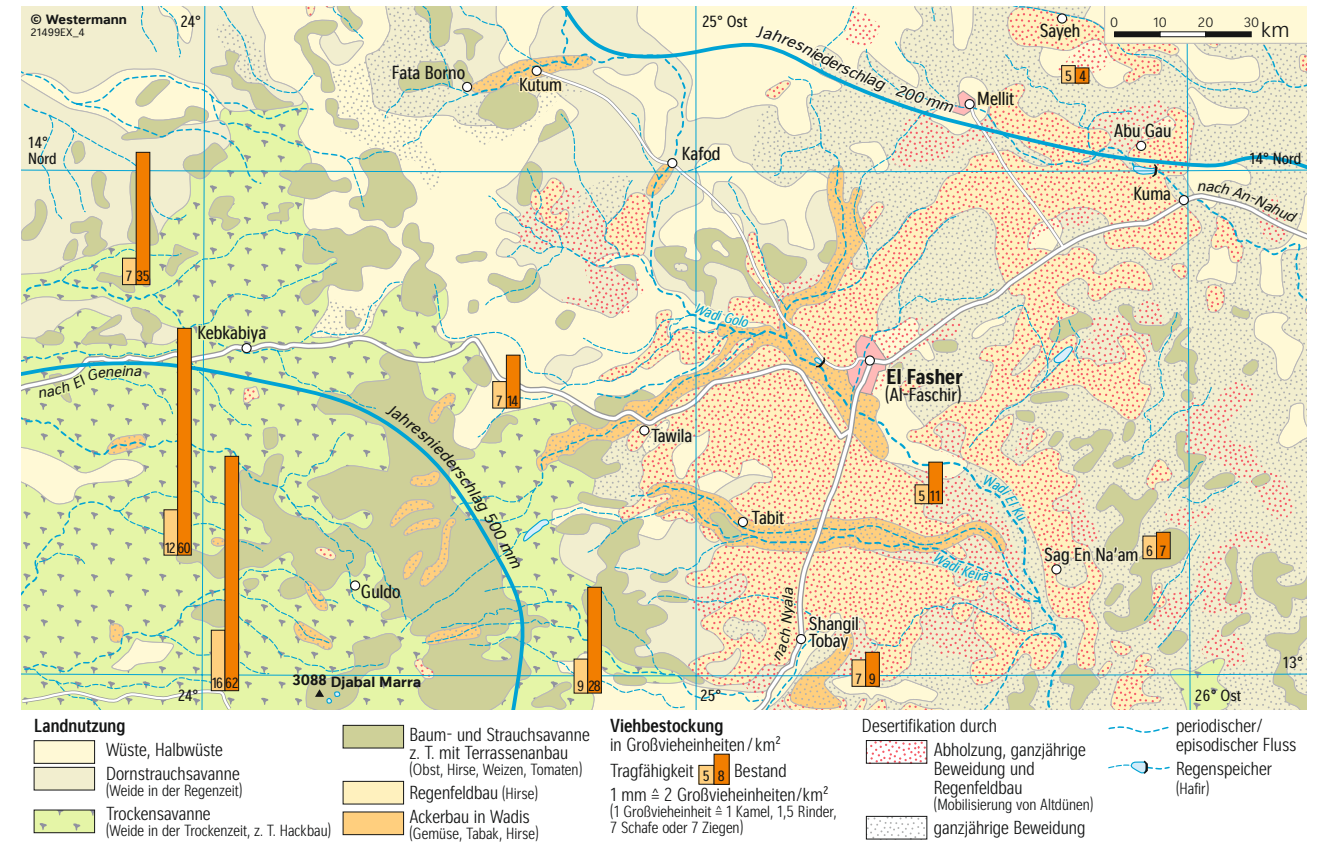 © Westermann
21499EX_4
24°
25° Ost
0 10 20 30 km
Sayeh
Jahresniederschlag 200 mm
5 4
Fata Borno
Kutum
Mellit
Abu Gau
14°
Nord
Kafod
14° Nord
Kuma
nach An-Nahud
7 35
Wadi Golo
Kebkabiya
nach El Geneina
El Fasher
(Al-Faschir)
7 14
Jahresniederschlag 500 mm
Tawila
5 11
Wadi El Ku
Tabit
12 60
Sag En Na'am
6 7
Wadi Keira
Guldo
nach Nyala
Shangil
Tobay
16 62
3088 Djabal Marra
9 28
7 9
13°
24°
25°
26° Ost
Landnutzung
Wüste, Halbwüste
Dornstrauchsavanne
(Weide in der Regenzeit)
Trockensavanne
(Weide in der Trockenzeit, z. T. Hackbau)
Baum- und Strauchsavanne
z. T. mit Terrassenanbau
(Obst, Hirse, Weizen, Tomaten)
Regenfeldbau (Hirse)
Ackerbau in Wadis
(Gemüse, Tabak, Hirse)
Viehbestockung
in Großvieheinheiten/km²
Tragfähigkeit 5 8 Bestand
1 mm ≙ 2 Großvieheinheiten/km²
(1 Großvieheinheit ≙ 1 Kamel, 1,5 Rinder,
7 Schafe oder 7 Ziegen)
Desertifikation durch
Abholzung, ganzjährige
Beweidung und
Regenfeldbau
(Mobilisierung von Altdünen)
ganzjährige Beweidung
periodischer/
episodischer Fluss
Regenspeicher
(Hafir)